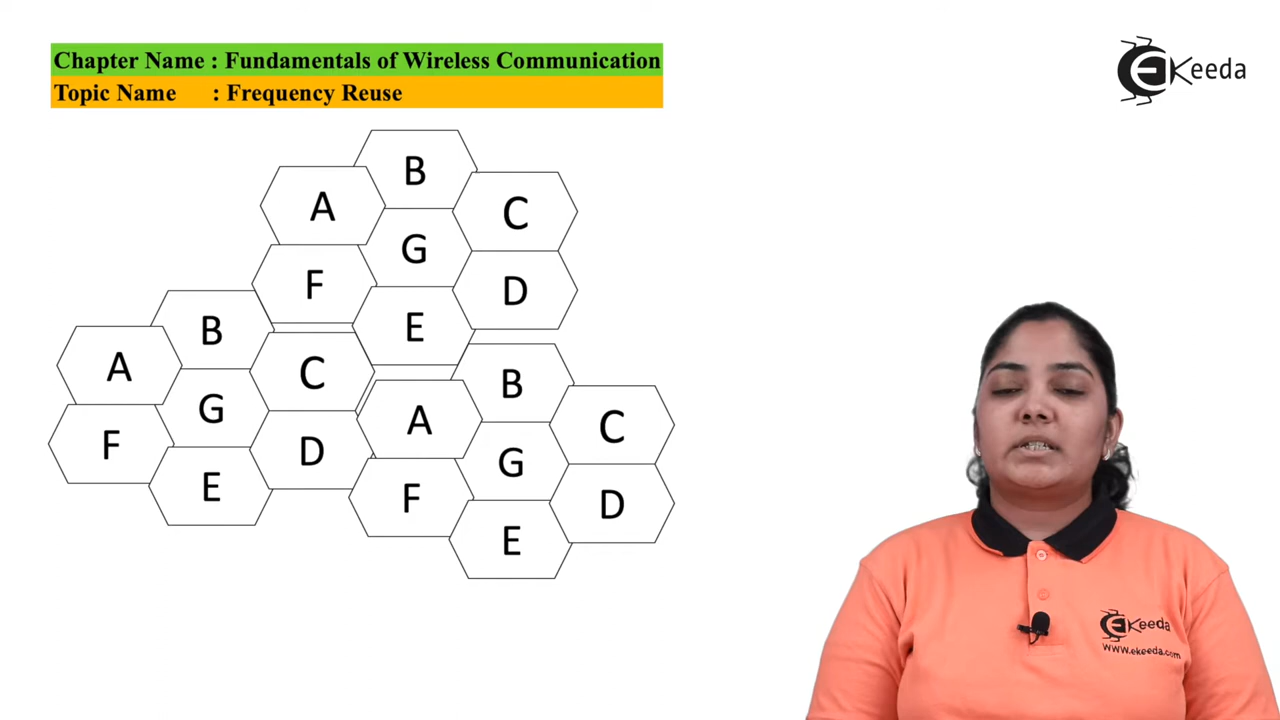 Chapter Name : Fundamentals of Wireless Communication
Topic Name : Frequency Reuse
EKeeda
B
A
C
G
F
D
B
E
A
C
B
G
A
C
F
D
G
E
F
D
E
EKeeda
www.ekeeda.com